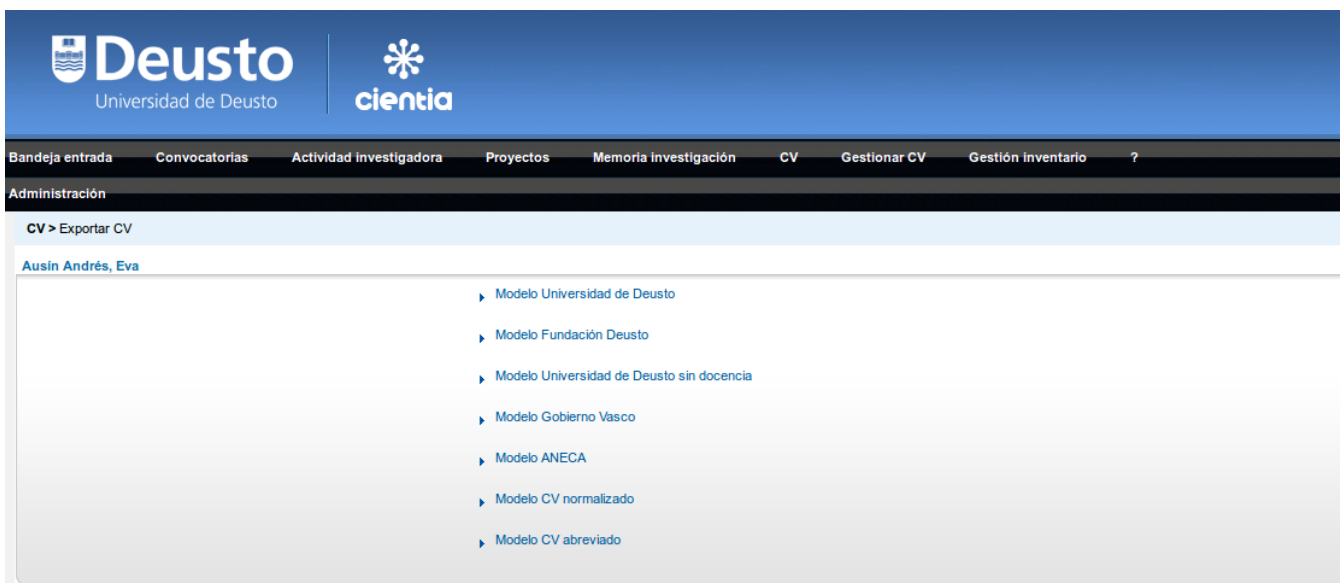 Deusto
Universidad de Deusto
cientia
Bandeja entrada Convocatorias Actividad investigadora Proyectos Memoria investigación CV Gestionar CV Gestión inventario ?
Administración
CV > Exportar CV
Ausín Andrés, Eva
Modelo Universidad de Deusto
Modelo Fundación Deusto
Modelo Universidad de Deusto sin docencia
Modelo Gobierno Vasco
Modelo ANECA
Modelo CV normalizado
Modelo CV abreviado